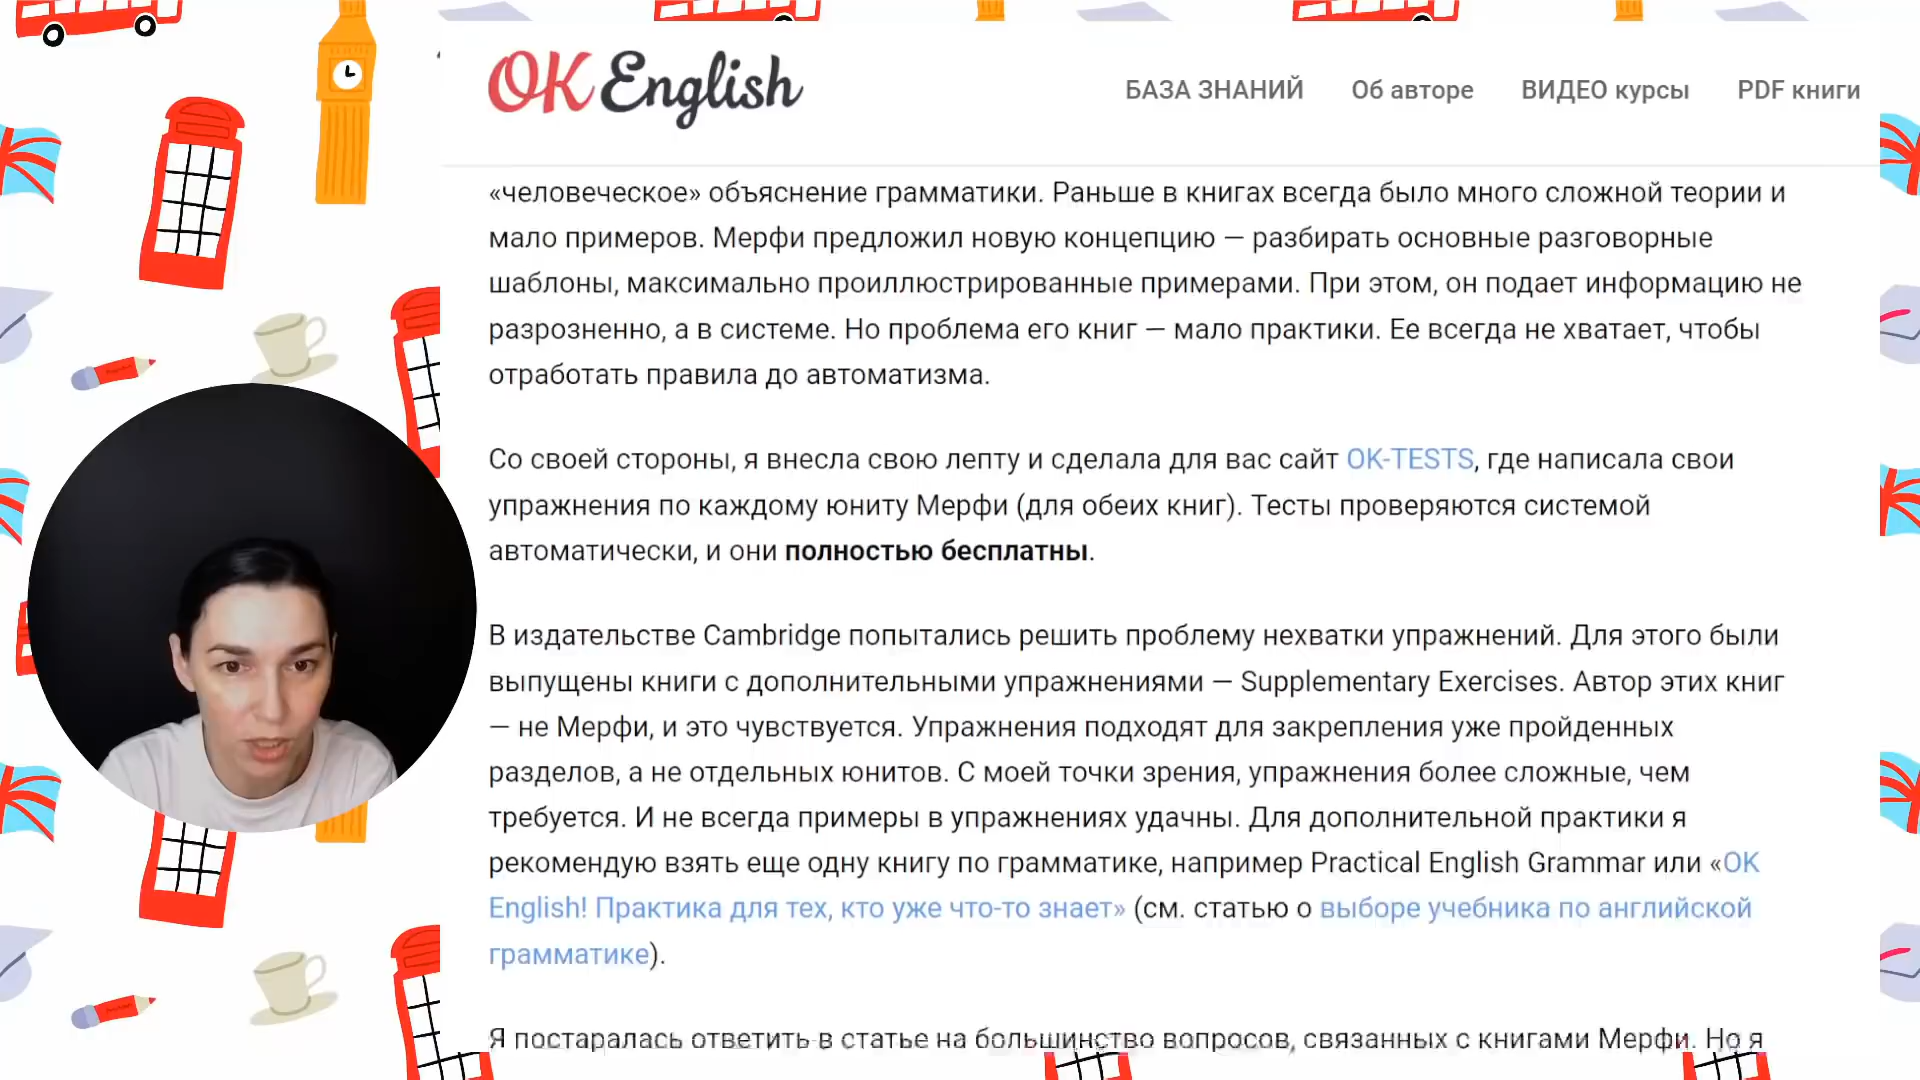 OK English
БАЗА ЗНАНИЙ Об авторе ВИДЕО курсы PDF книги
«человеческое» объяснение грамматики. Раньше в книгах всегда было много сложной теории и
мало примеров. Мерфи предложил новую концепцию — разбирать основные разговорные
шаблоны, максимально проиллюстрированные примерами. При этом, он подает информацию не
разрозненно, а в системе. Но проблема его книг — мало практики. Ее всегда не хватает, чтобы
отработать правила до автоматизма.
Со своей стороны, я внесла свою лепту и сделала для вас сайт OK-TESTS, где написала свои
упражнения по каждому юниту Мерфи (для обеих книг). Тесты проверяются системой
автоматически, и они полностью бесплатны.
В издательстве Cambridge попытались решить проблему нехватки упражнений. Для этого были
выпущены книги с дополнительными упражнениями — Supplementary Exercises. Автор этих книг
— не Мерфи, и это чувствуется. Упражнения подходят для закрепления уже пройденных
разделов, а не отдельных юнитов. С моей точки зрения, упражнения более сложные, чем
требуется. И не всегда примеры в упражнениях удачны. Для дополнительной практики я
рекомендую взять еще одну книгу по грамматике, например Practical English Grammar или «OK
English! Практика для тех, кто уже что-то знает» (см. статью о выборе учебника по английской
грамматике).
Я постаралась ответить в статье на большинство вопросов, связанных с книгами Мерфи. Но я